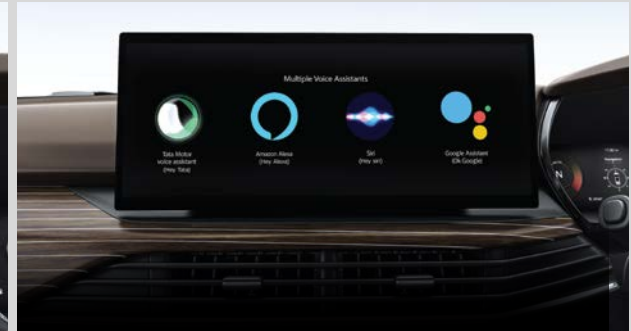 Multiple Voice Assistants
Tata Motor
voice assistant
(Hey Tata)
Amazon Alexa
(Hey Alexa)
Siri
(Hey siri)
Google Assistant
(Ok Google)
N